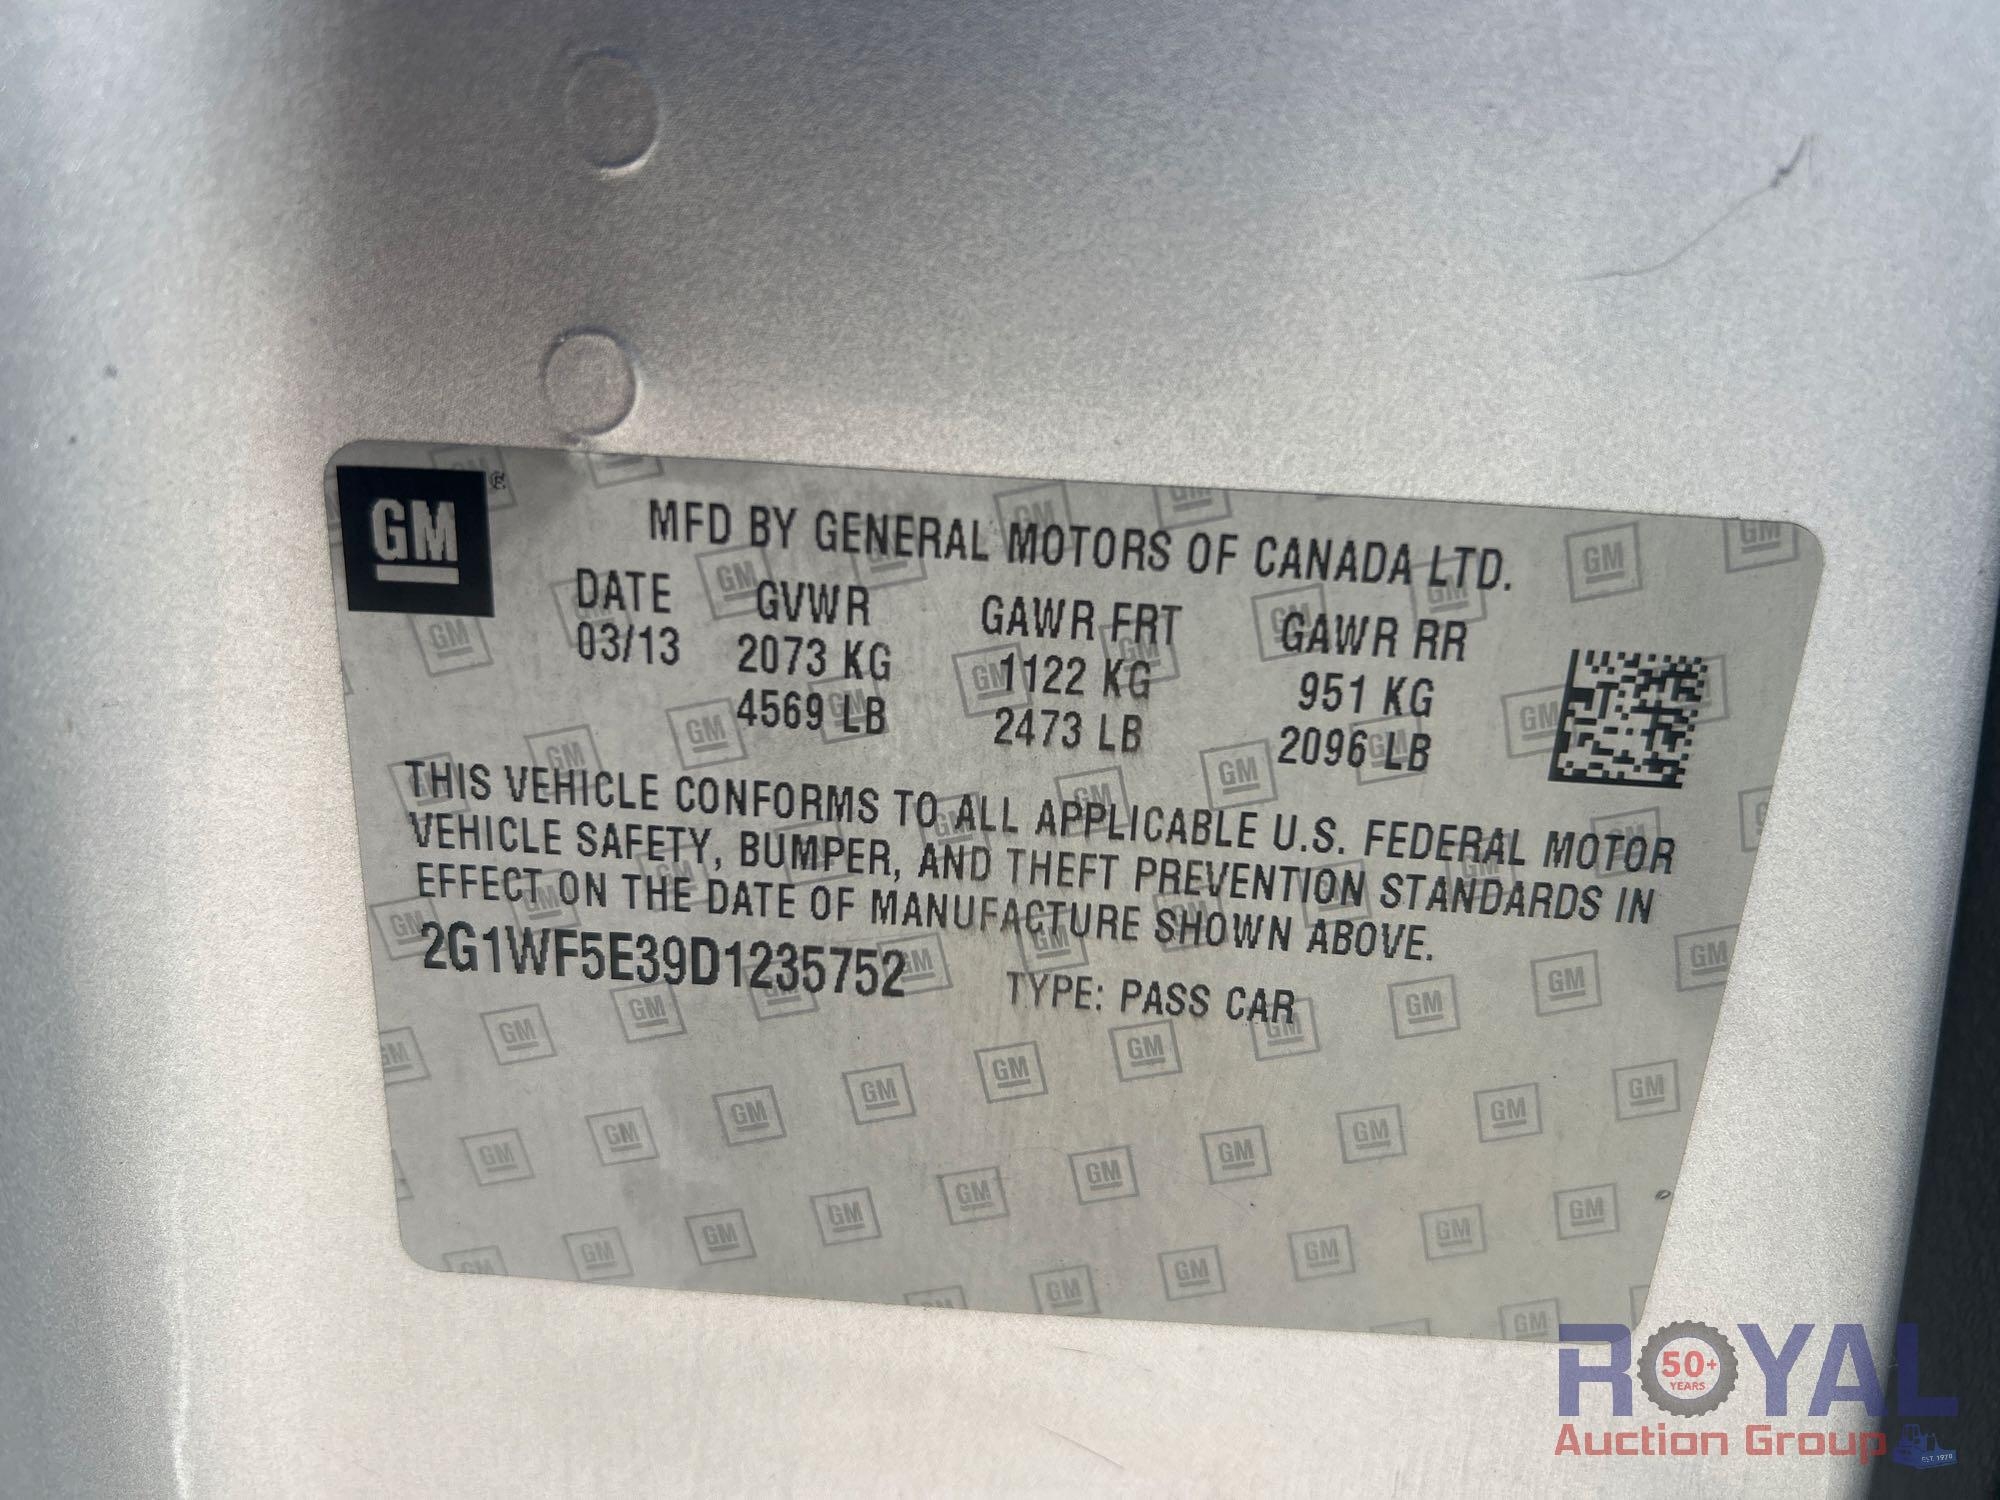 GM
MFD BY GENERAL MOTORS OF CANADA LTD.
DATE GVWR GAWR FRT GAWR RR
03/13 2073 KG 1122 KG 951 KG
4569 LB 2473 LB 2096 LB
THIS VEHICLE CONFORMS TO ALL APPLICABLE U.S. FEDERAL MOTOR
VEHICLE SAFETY, BUMPER, AND THEFT PREVENTION STANDARDS IN
EFFECT ON THE DATE OF MANUFACTURE SHOWN ABOVE.
2G1WF5E39D1235752 TYPE: PASS CAR
ROYAL
50+
YEARS
Auction Group
EST. 1970